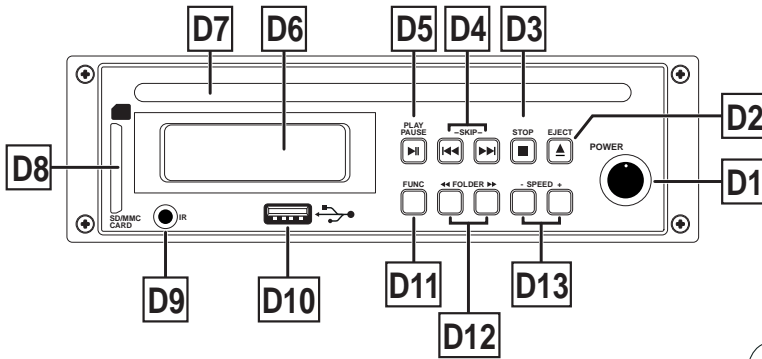 D7 D6 D5 D4 D3
D2
PLAY
PAUSE
–SKIP–
STOP
EJECT
POWER
D8
D1
FUNC
FOLDER
- SPEED +
SD/MMC
CARD
IR
D9
D10
D11
D12
D13